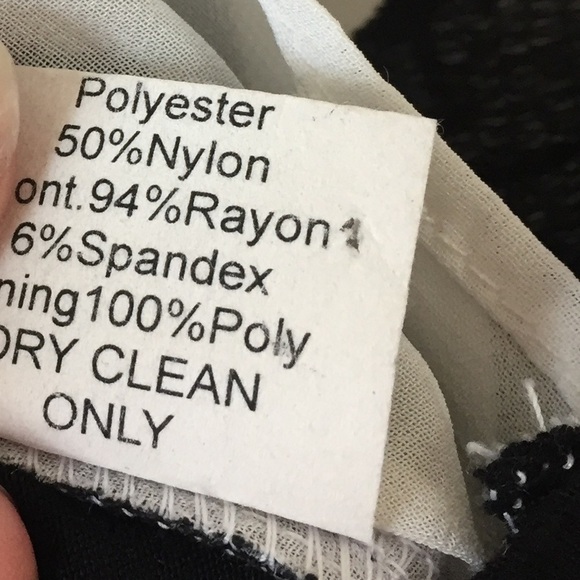 Polyester
50%Nylon
ont.94%Rayon
6%Spandex
ning100%Poly
DRY CLEAN
ONLY